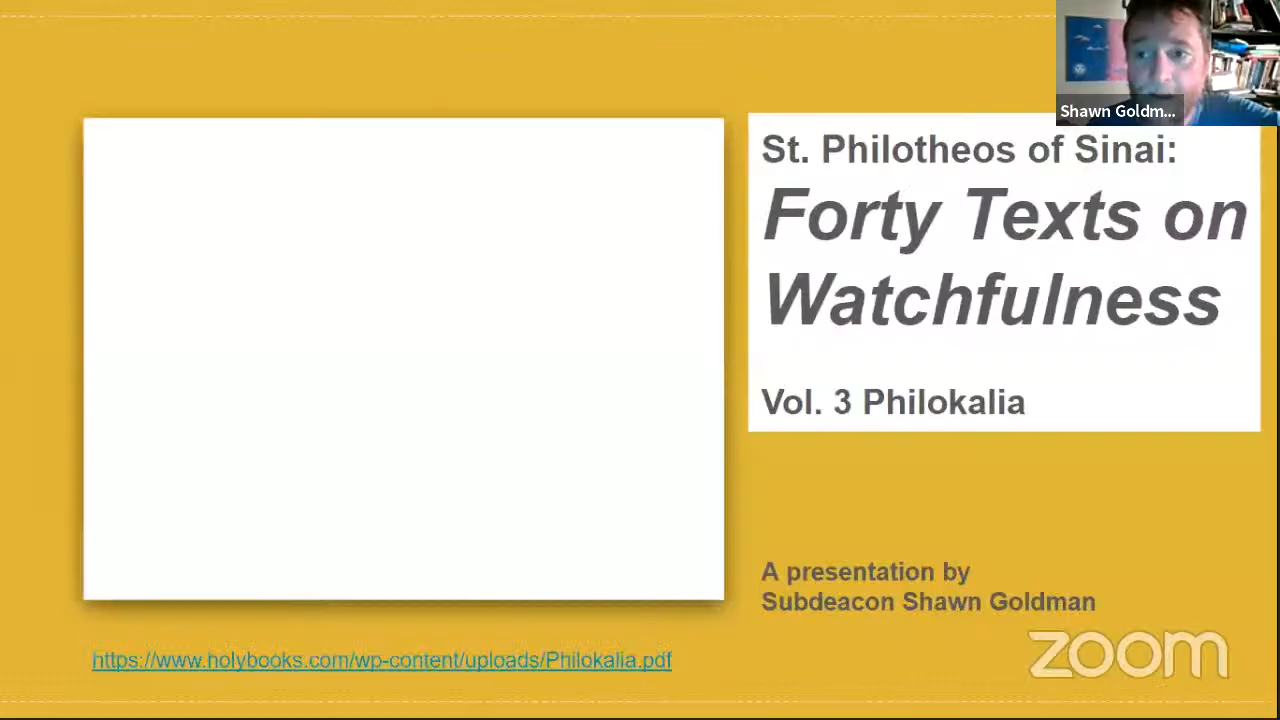 Shawn Goldm...
St. Philotheos of Sinai:
Forty Texts on
Watchfulness
Vol. 3 Philokalia
A presentation by
Subdeacon Shawn Goldman
https://www.holybooks.com/wp-content/uploads/Philokalia.pdf
zoom